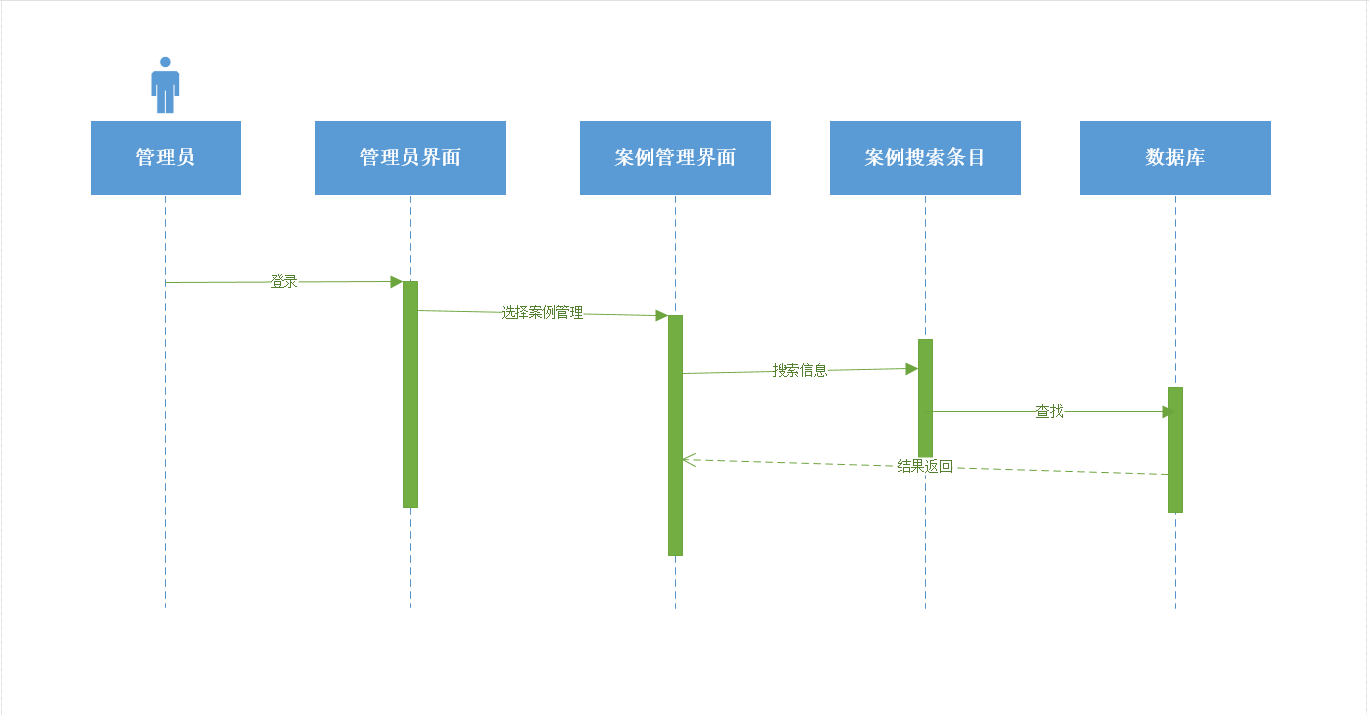 管理员
管理员界面
案例管理界面
案例搜索条目
数据库
登录
选择案例管理
搜索信息
查找
结果返回